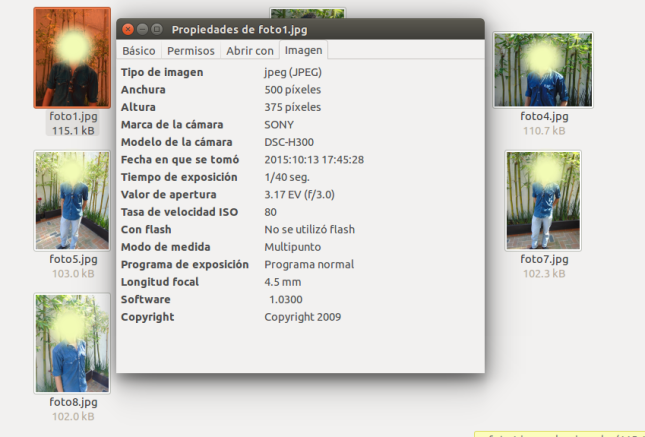 Propiedades de foto1.jpg
Básico Permisos Abrir con Imagen
Tipo de imagen jpeg (JPEG)
Anchura 500 píxeles
Altura 375 píxeles
Marca de la cámara SONY
Modelo de la cámara DSC-H300
Fecha en que se tomó 2015:10:13 17:45:28
Tiempo de exposición 1/40 seg.
Valor de apertura 3.17 EV (f/3.0)
Tasa de velocidad ISO 80
Con flash No se utilizó flash
Modo de medida Multipunto
Programa de exposición Programa normal
Longitud focal 4.5 mm
Software 1.0300
Copyright Copyright 2009
foto1.jpg
115.1 kB
foto4.jpg
110.7 kB
foto5.jpg
103.0 kB
foto7.jpg
102.3 kB
foto8.jpg
102.0 kB